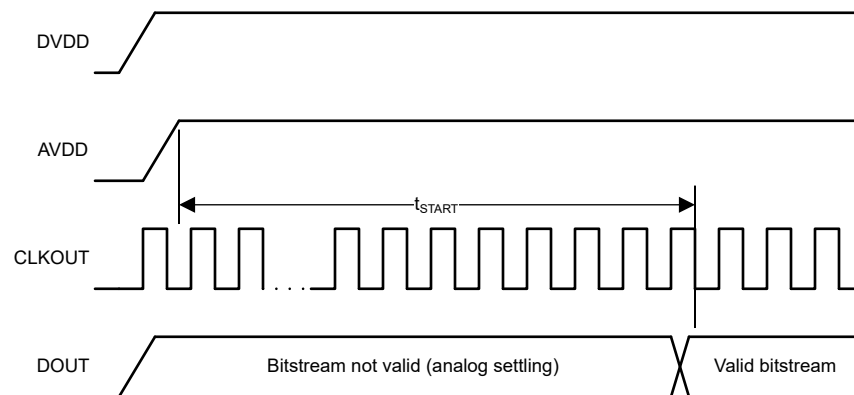 DVDD
AVDD
tSTART
CLKOUT
. . .
DOUT
Bitstream not valid (analog settling)
Valid bitstream